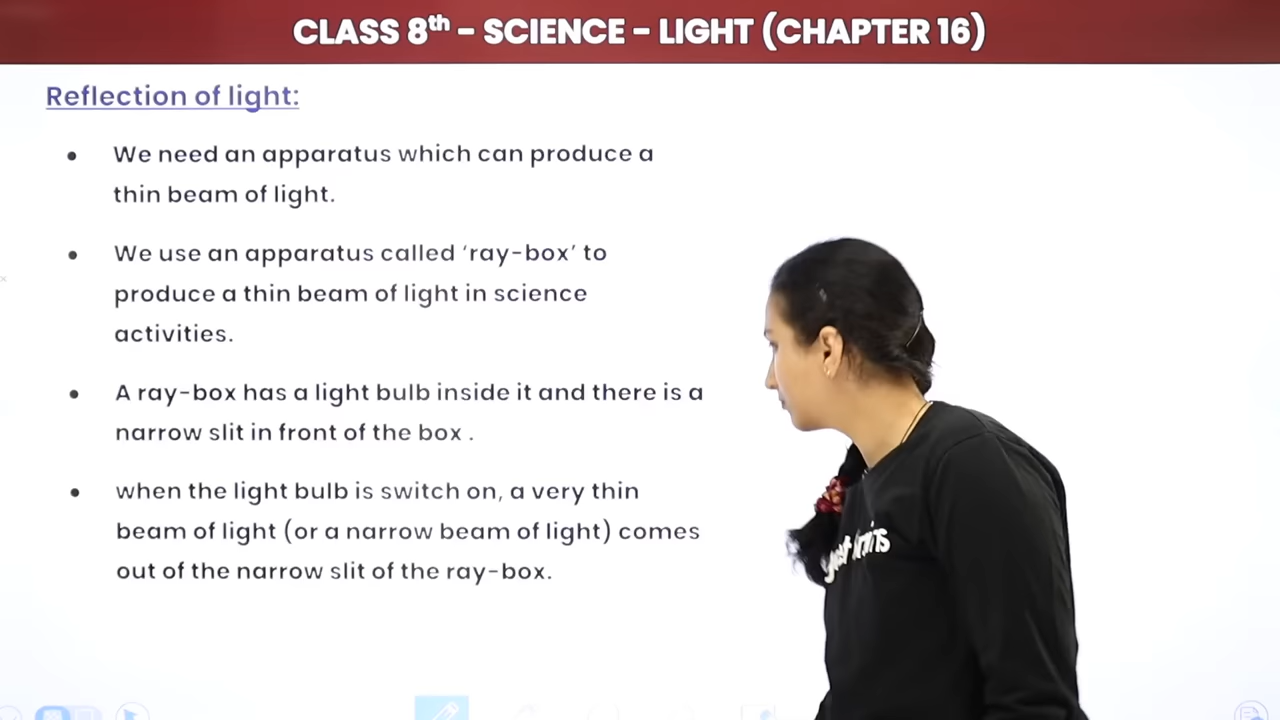 CLASS 8th - SCIENCE - LIGHT (CHAPTER 16)
Reflection of light:
• We need an apparatus which can produce a
thin beam of light.
• We use an apparatus called ‘ray-box’ to
produce a thin beam of light in science
activities.
• A ray-box has a light bulb inside it and there is a
narrow slit in front of the box .
• when the light bulb is switch on, a very thin
beam of light (or a narrow beam of light) comes
out of the narrow slit of the ray-box.